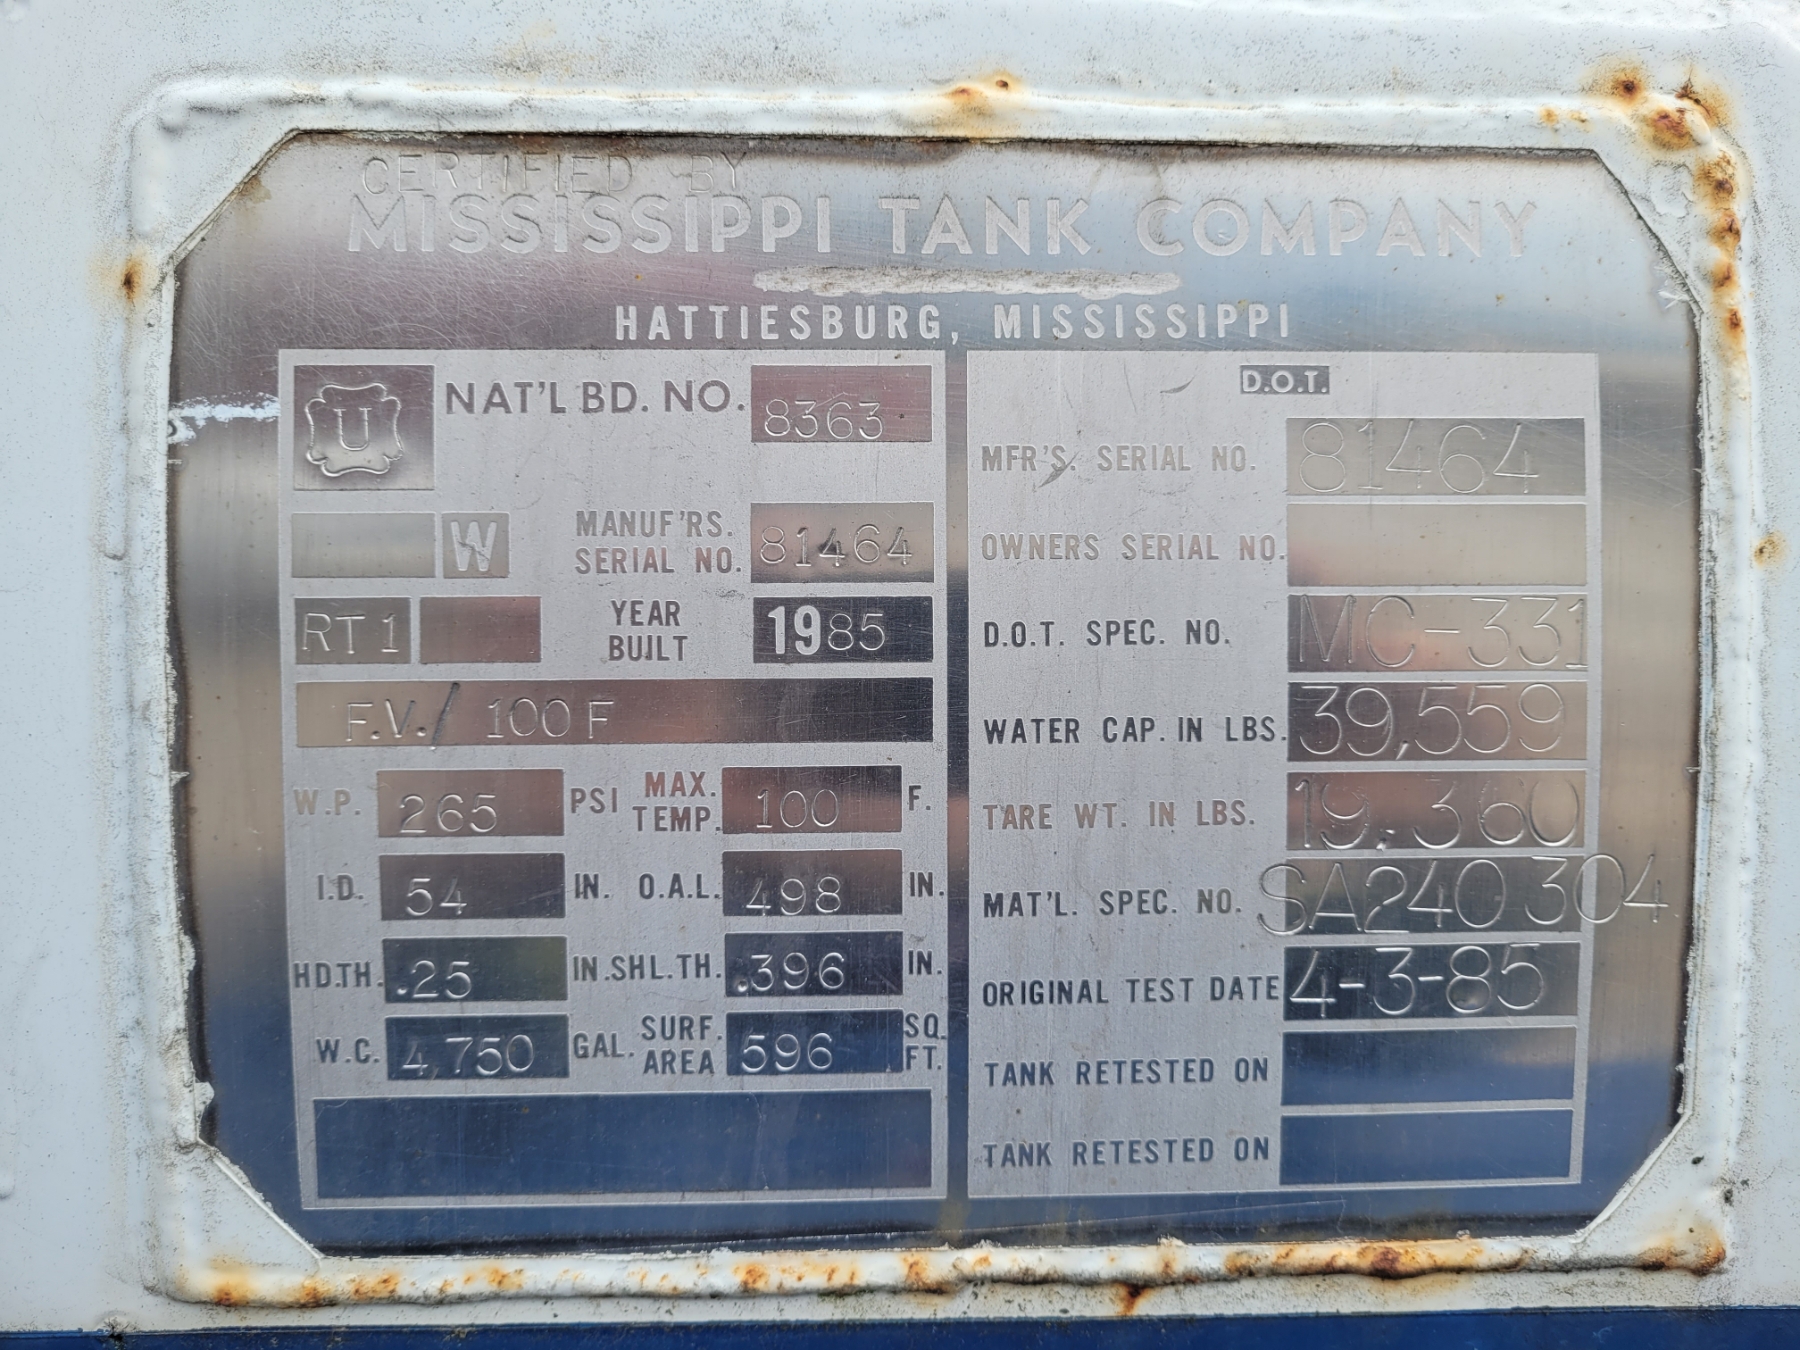 CERTIFIED BY
MISSISSIPPI TANK COMPANY
HATTIESBURG, MISSISSIPPI
U NAT'L BD. NO. 8363
W MANUF'RS. SERIAL NO. 81464
RT 1 YEAR BUILT 1985
F.V./ 100 F
W.P. 265 PSI MAX. TEMP. 100 F.
I.D. 54 IN. O.A.L. 498 IN.
HD.TH. .25 IN. SHL.TH. .396 IN.
W.C. 4,750 GAL. SURF. AREA 596 SQ. FT.
D.O.T.
MFR'S. SERIAL NO. 81464
OWNERS SERIAL NO.
D.O.T. SPEC. NO. MC-331
WATER CAP. IN LBS. 39,559
TARE WT. IN LBS. 19,360
MAT'L. SPEC. NO. SA240 304
ORIGINAL TEST DATE 4-3-85
TANK RETESTED ON
TANK RETESTED ON